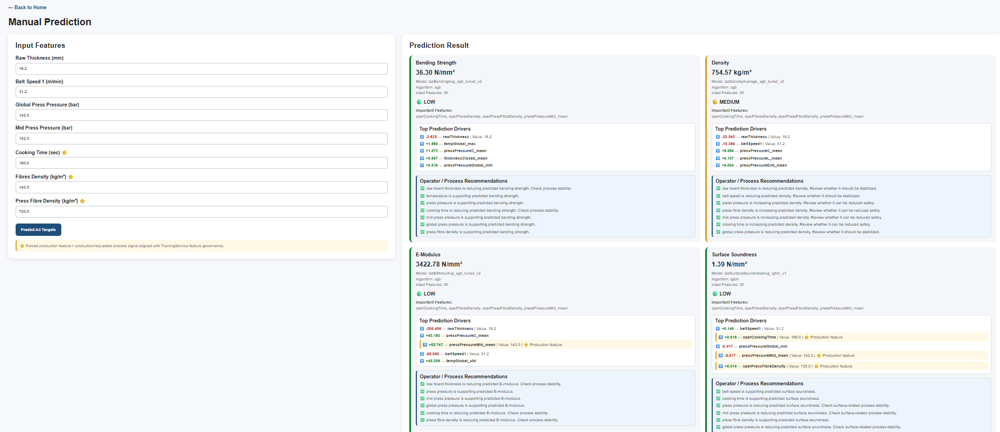 ← Back to Home
Manual Prediction
Input Features
Raw Thickness (mm)
18.2
Belt Speed 1 (m/min)
31.2
Global Press Pressure (bar)
142.5
Mid Press Pressure (bar)
142.5
Cooking Time (sec) ⭐
180.0
Fibres Density (kg/m³) ⭐
145.0
Press Fibre Density (kg/m³) ⭐
720.0
Predict All Targets
⭐ Forced production feature = production/requested process signal aligned with TrainingService feature governance.
Prediction Result
Bending Strength
36.30 N/mm²
Model: labBendingAvg_xgb_tuned_v2
Algorithm: xgb
Used Features: 30
LOW
Important Features:
operCookingTime, operFibresDensity, operPressFibreDensity, pressPressureMid_mean
Top Prediction Drivers
⬇ -3.623 — rawThickness | Value: 18.2
⬆ +1.994 — tempGlobal_max
⬆ +1.072 — pressPressureC_mean
⬆ +0.657 — thicknessClosed_mean
⬆ +0.516 — pressPressureGlobal_min
Operator / Process Recommendations
✅ raw board thickness is reducing predicted bending strength. Check process stability.
✅ temperature is supporting predicted bending strength.
✅ press pressure is supporting predicted bending strength.
✅ cooking time is reducing predicted bending strength. Check process stability.
✅ mid press pressure is supporting predicted bending strength.
✅ global press pressure is supporting predicted bending strength.
✅ press fibre density is supporting predicted bending strength.
Density
754.57 kg/m³
Model: labDensityAverage_xgb_tuned_v2
Algorithm: xgb
Used Features: 30
MEDIUM
Important Features:
operCookingTime, operFibresDensity, operPressFibreDensity, pressPressureMid_mean
Top Prediction Drivers
⬇ -23.042 — rawThickness | Value: 18.2
⬇ -10.394 — beltSpeed1 | Value: 31.2
⬆ +9.894 — pressPressureC_mean
⬆ +5.107 — pressPressureL_mean
⬆ +5.004 — pressPressureEnd_mean
Operator / Process Recommendations
✅ raw board thickness is reducing predicted density. Review whether it should be stabilized.
✅ belt speed is reducing predicted density. Review whether it should be stabilized.
✅ press pressure is increasing predicted density. Review whether it can be reduced safely.
✅ press fibre density is increasing predicted density. Review whether it can be reduced safely.
✅ mid press pressure is increasing predicted density. Review whether it can be reduced safely.
✅ cooking time is increasing predicted density. Review whether it can be reduced safely.
✅ global press pressure is reducing predicted density. Review whether it should be stabilized.
E-Modulus
3422.78 N/mm²
Model: labEModulAvg_xgb_tuned_v2
Algorithm: xgb
Used Features: 30
LOW
Important Features:
operCookingTime, operFibresDensity, operPressFibreDensity, pressPressureMid_mean
Top Prediction Drivers
⬇ -305.406 — rawThickness | Value: 18.2
⬆ +93.193 — pressPressureC_mean
⬆ +58.747 — pressPressureMid_mean | Value: 142.5 | ⭐ Production feature
⬇ -55.560 — beltSpeed1 | Value: 31.2
⬆ +43.309 — tempGlobal_std
Operator / Process Recommendations
✅ raw board thickness is reducing predicted E-modulus. Check process stability.
✅ press pressure is supporting predicted E-modulus.
✅ mid press pressure is supporting predicted E-modulus.
✅ global press pressure is supporting predicted E-modulus.
✅ cooking time is reducing predicted E-modulus. Check process stability.
✅ press fibre density is reducing predicted E-modulus. Check process stability.
Surface Soundness
1.39 N/mm²
Model: labSurfaceSoundnessAvg_lgbm_v1
Algorithm: lgbm
Used Features: 30
LOW
Important Features:
operCookingTime, operFibresDensity, operPressFibreDensity, pressPressureMid_mean
Top Prediction Drivers
⬆ +0.146 — beltSpeed1 | Value: 31.2
⬆ +0.019 — operCookingTime | Value: 180.0 | ⭐ Production feature
⬇ -0.017 — pressPressureGlobal_min
⬇ -0.017 — pressPressureMid_mean | Value: 142.5 | ⭐ Production feature
⬆ +0.014 — operPressFibreDensity | Value: 720.0 | ⭐ Production feature
Operator / Process Recommendations
✅ belt speed is supporting predicted surface soundness.
✅ cooking time is supporting predicted surface soundness.
✅ press pressure is reducing predicted surface soundness. Check surface-related process stability.
✅ mid press pressure is reducing predicted surface soundness. Check surface-related process stability.
✅ press fibre density is supporting predicted surface soundness.
✅ global press pressure is reducing predicted surface soundness. Check surface-related process stability.